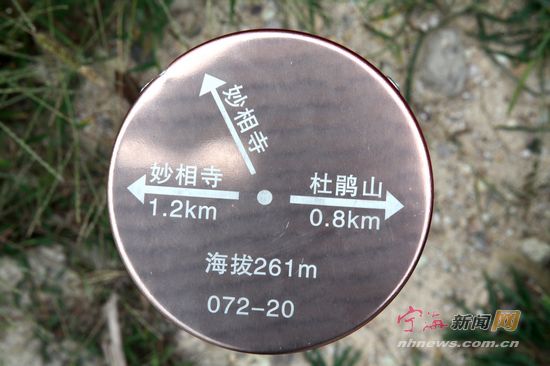 妙相寺
妙相寺
1.2km
杜鹃山
0.8km
海拔261m
072-20
宁海新闻网
nhnews.com.cn